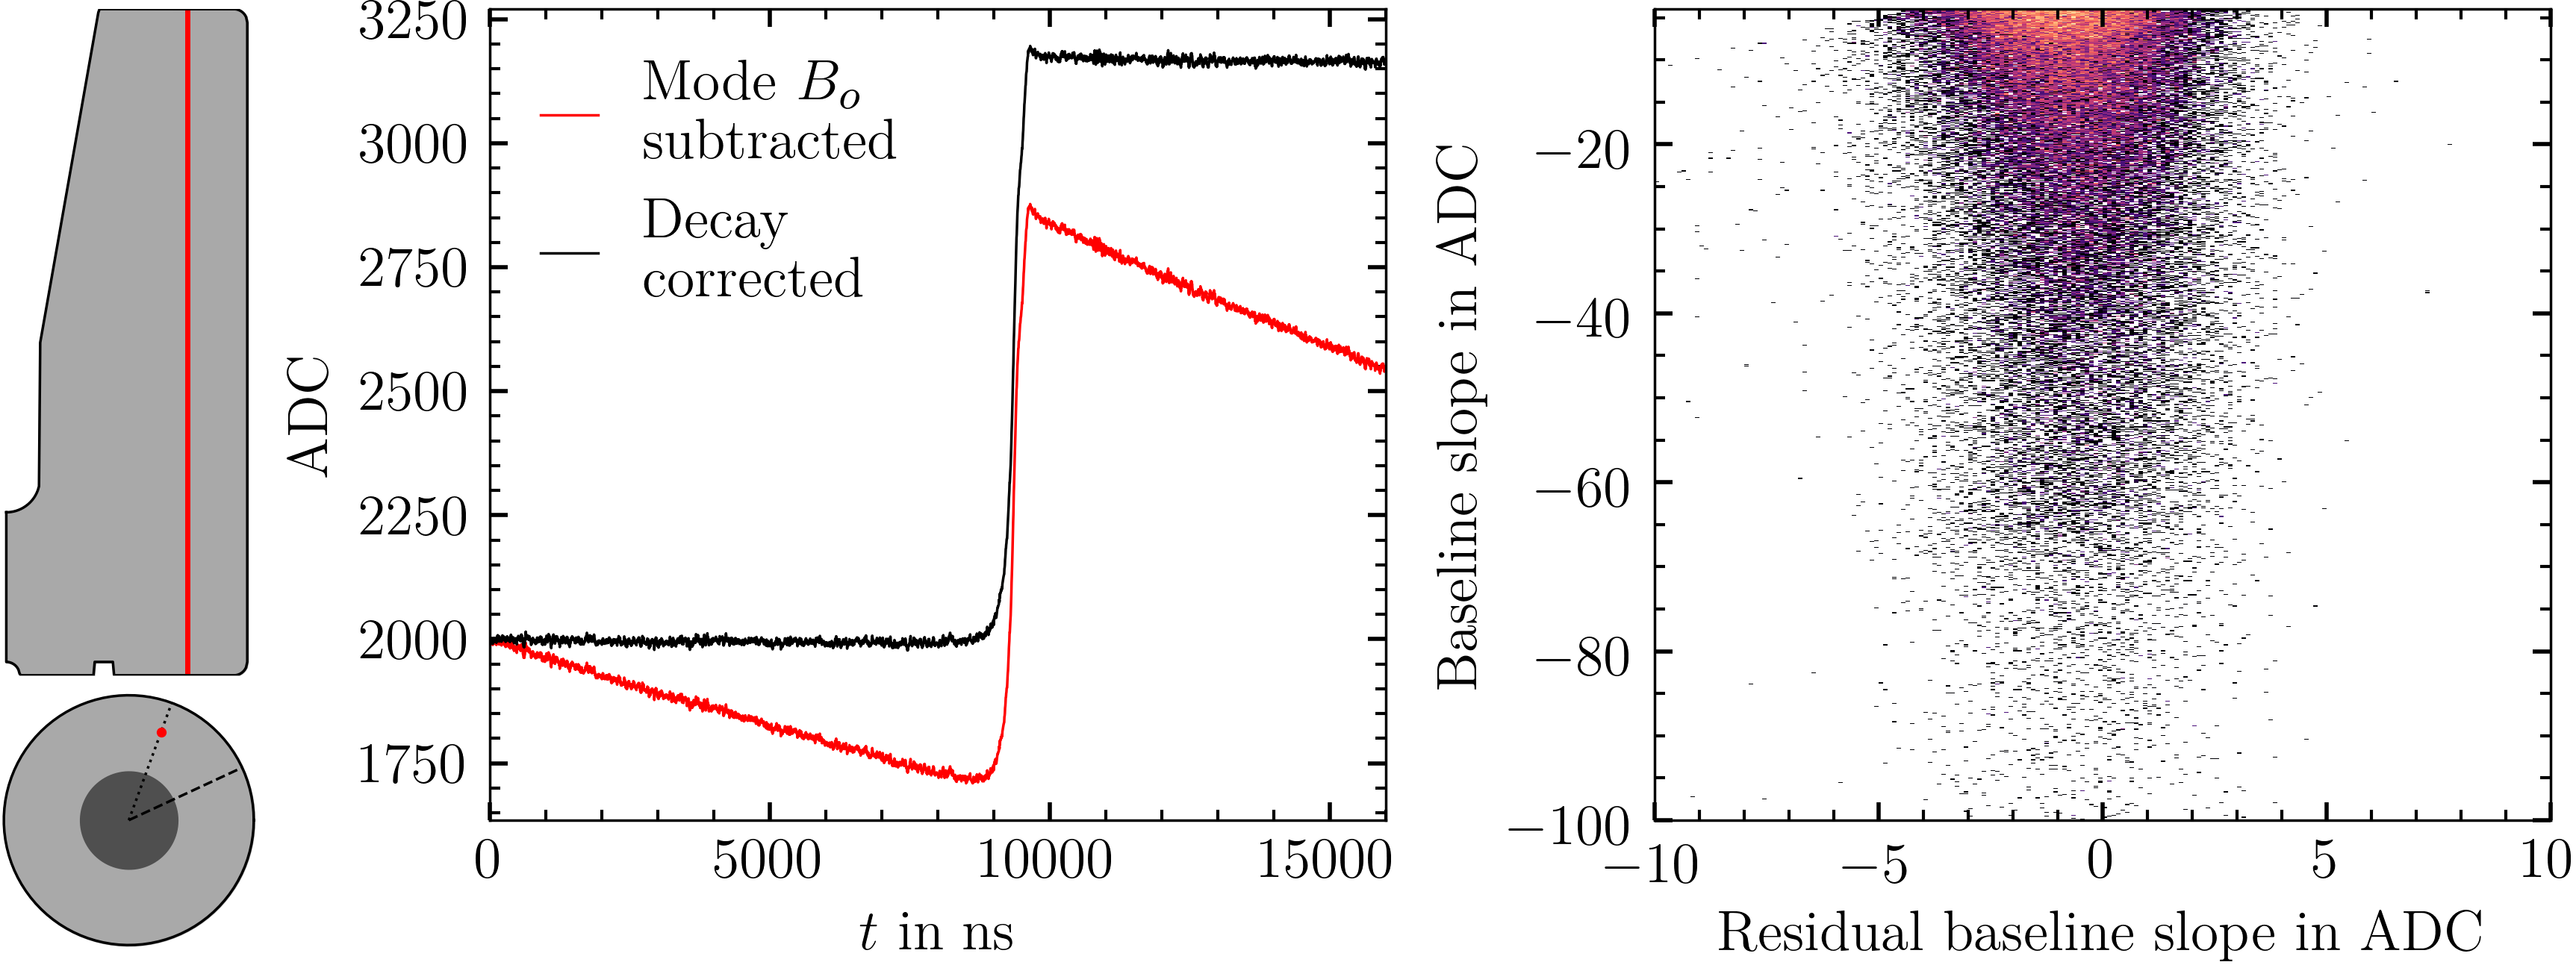 3250
3000
2750
2500
2250
2000
1750
ADC
Mode B_o
subtracted
Decay
corrected
0
5000
10000
15000
t in ns
Baseline slope in ADC
−20
−40
−60
−80
−100
−10
−5
0
5
10
Residual baseline slope in ADC